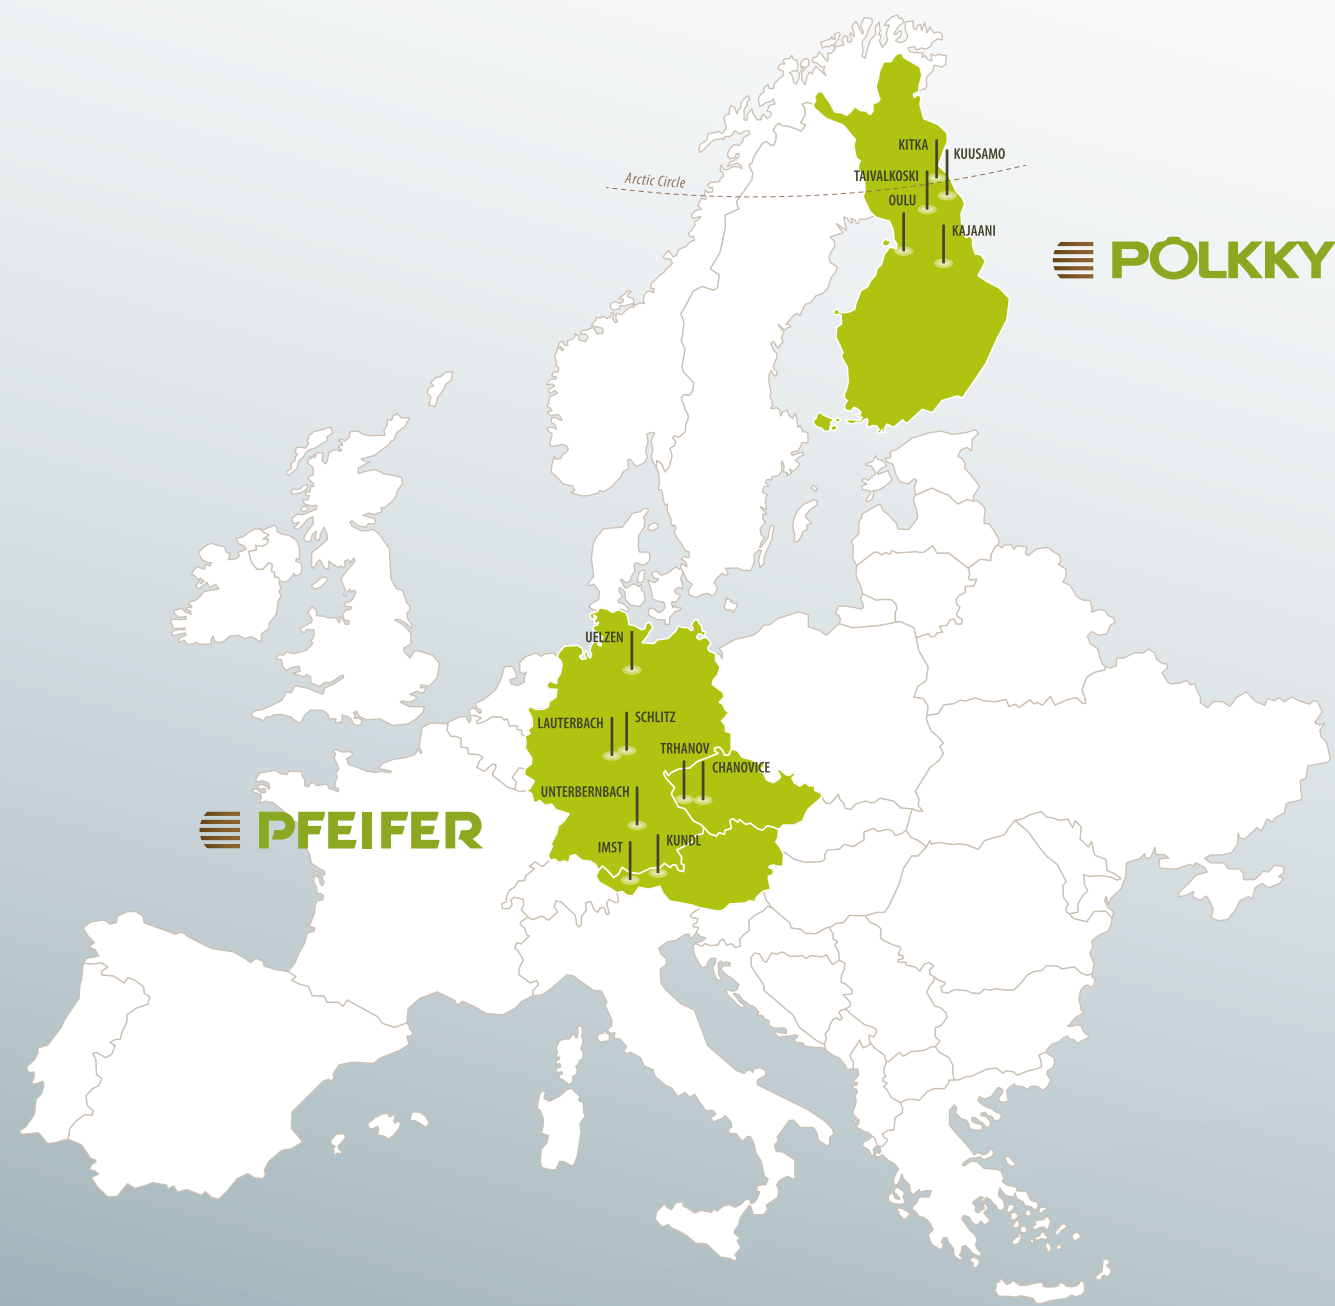 KITKA
KUUSAMO
TAIVALKOSKI
Arctic Circle
OULU
KAJAANI
PÖLKKY
UELZEN
LAUTERBACH
SCHLITZ
TRHANOV
CHANOVICE
UNTERBERNBACH
PFEIFER
IMST
KUNDL